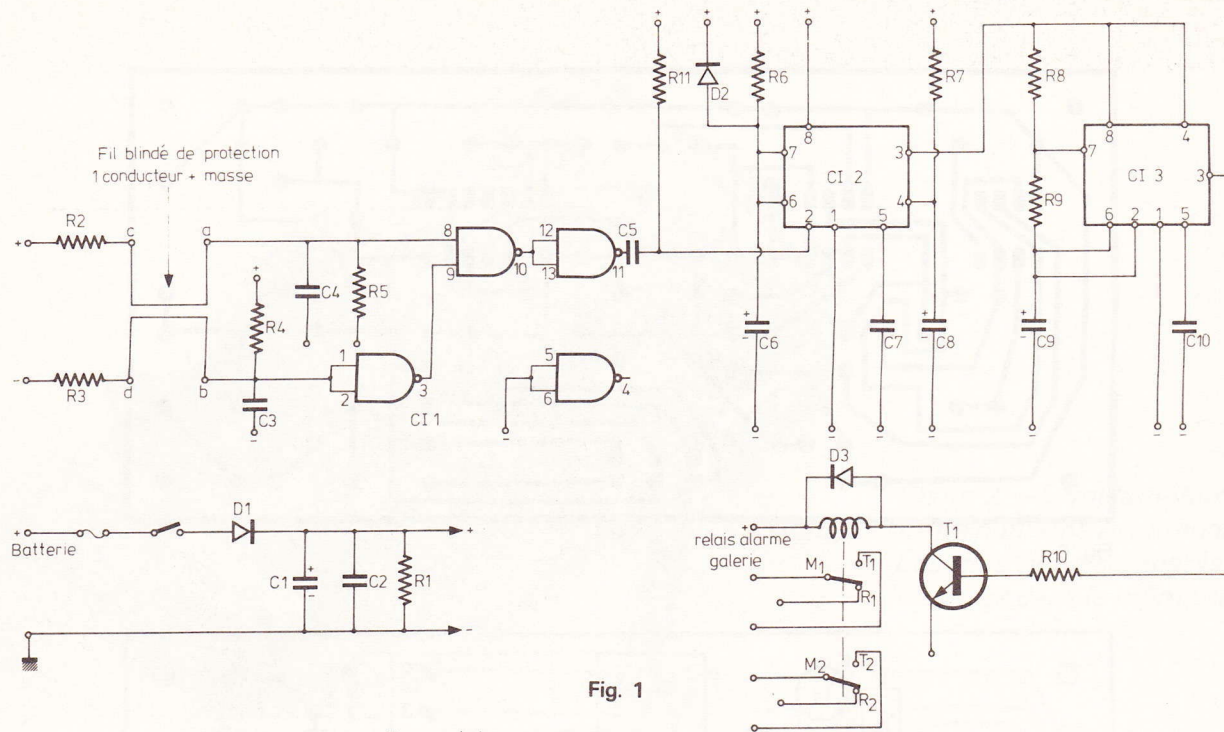 + + + + +
R11
D2
R6
R7
R8
8
7
3
CI 2
6
4
2 1 5
8 4
7
CI 3
3
6 2 1 5
R9
Fil blindé de protection
1 conducteur + masse
+
R2
c
a
8
9
10
12
13
11
C5
+
R4
C4
R5
1
2
3
CI 1
5
6
4
-
R3
d
b
C3
-
-
+
-
C6
C7
+
-
C8
+
-
C9
C10
- - - - - - -
D3
+
Batterie
D1
+
+
-
C1
C2
R1
-
+
relais alarme
galerie
T1
R10
M1
T1
R1
M2
T2
R2
Fig. 1